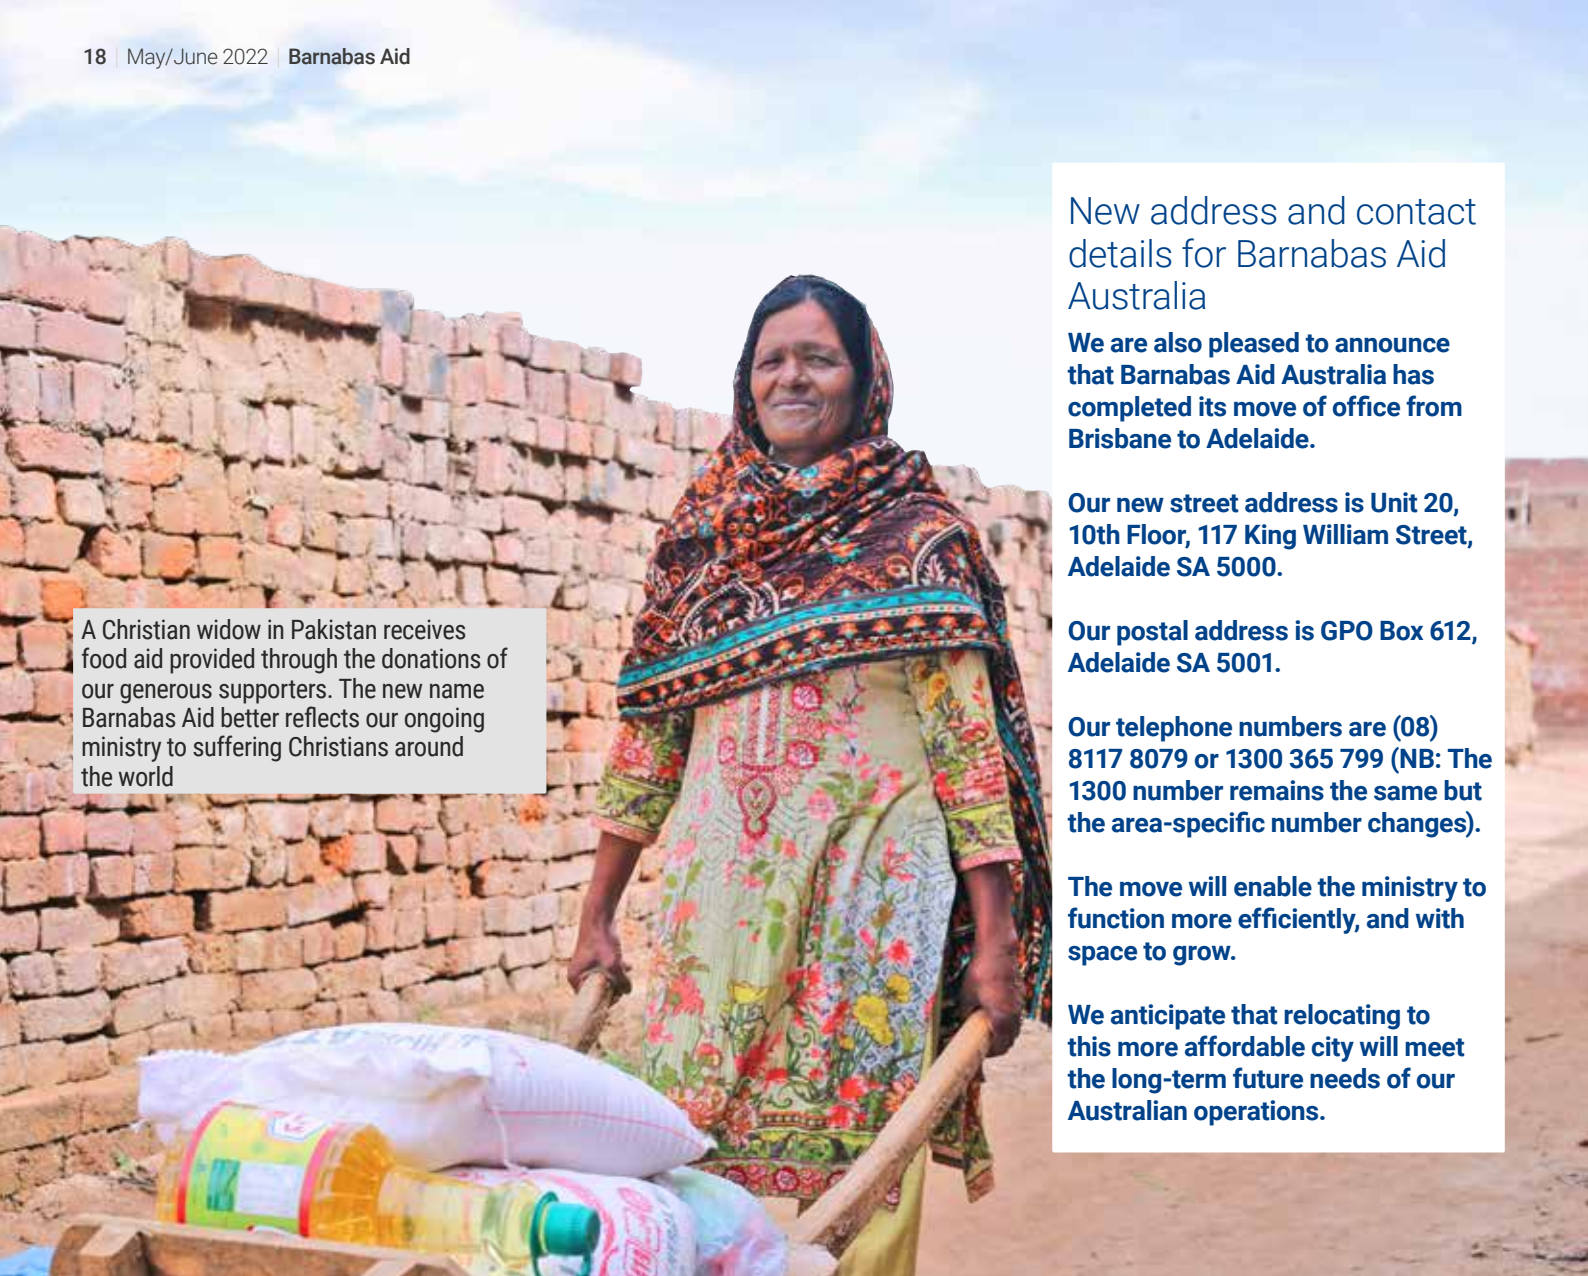 18 | May/June 2022 | Barnabas Aid
A Christian widow in Pakistan receives
food aid provided through the donations of
our generous supporters. The new name
Barnabas Aid better reflects our ongoing
ministry to suffering Christians around
the world
New address and contact
details for Barnabas Aid
Australia
We are also pleased to announce
that Barnabas Aid Australia has
completed its move of office from
Brisbane to Adelaide.
Our new street address is Unit 20,
10th Floor, 117 King William Street,
Adelaide SA 5000.
Our postal address is GPO Box 612,
Adelaide SA 5001.
Our telephone numbers are (08)
8117 8079 or 1300 365 799 (NB: The
1300 number remains the same but
the area-specific number changes).
The move will enable the ministry to
function more efficiently, and with
space to grow.
We anticipate that relocating to
this more affordable city will meet
the long-term future needs of our
Australian operations.